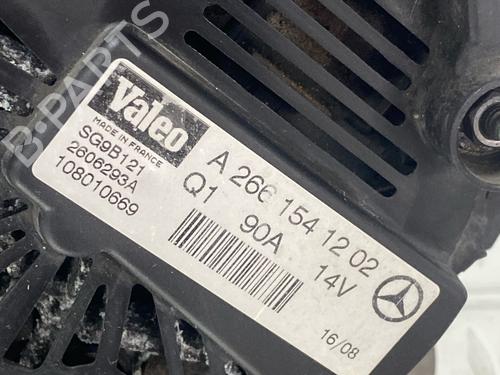 B-PARTS
Valeo
MADE IN FRANCE
SG9B121
2606293A
108010669
A 266 154 12 02
Q1 90A 14V
16/08